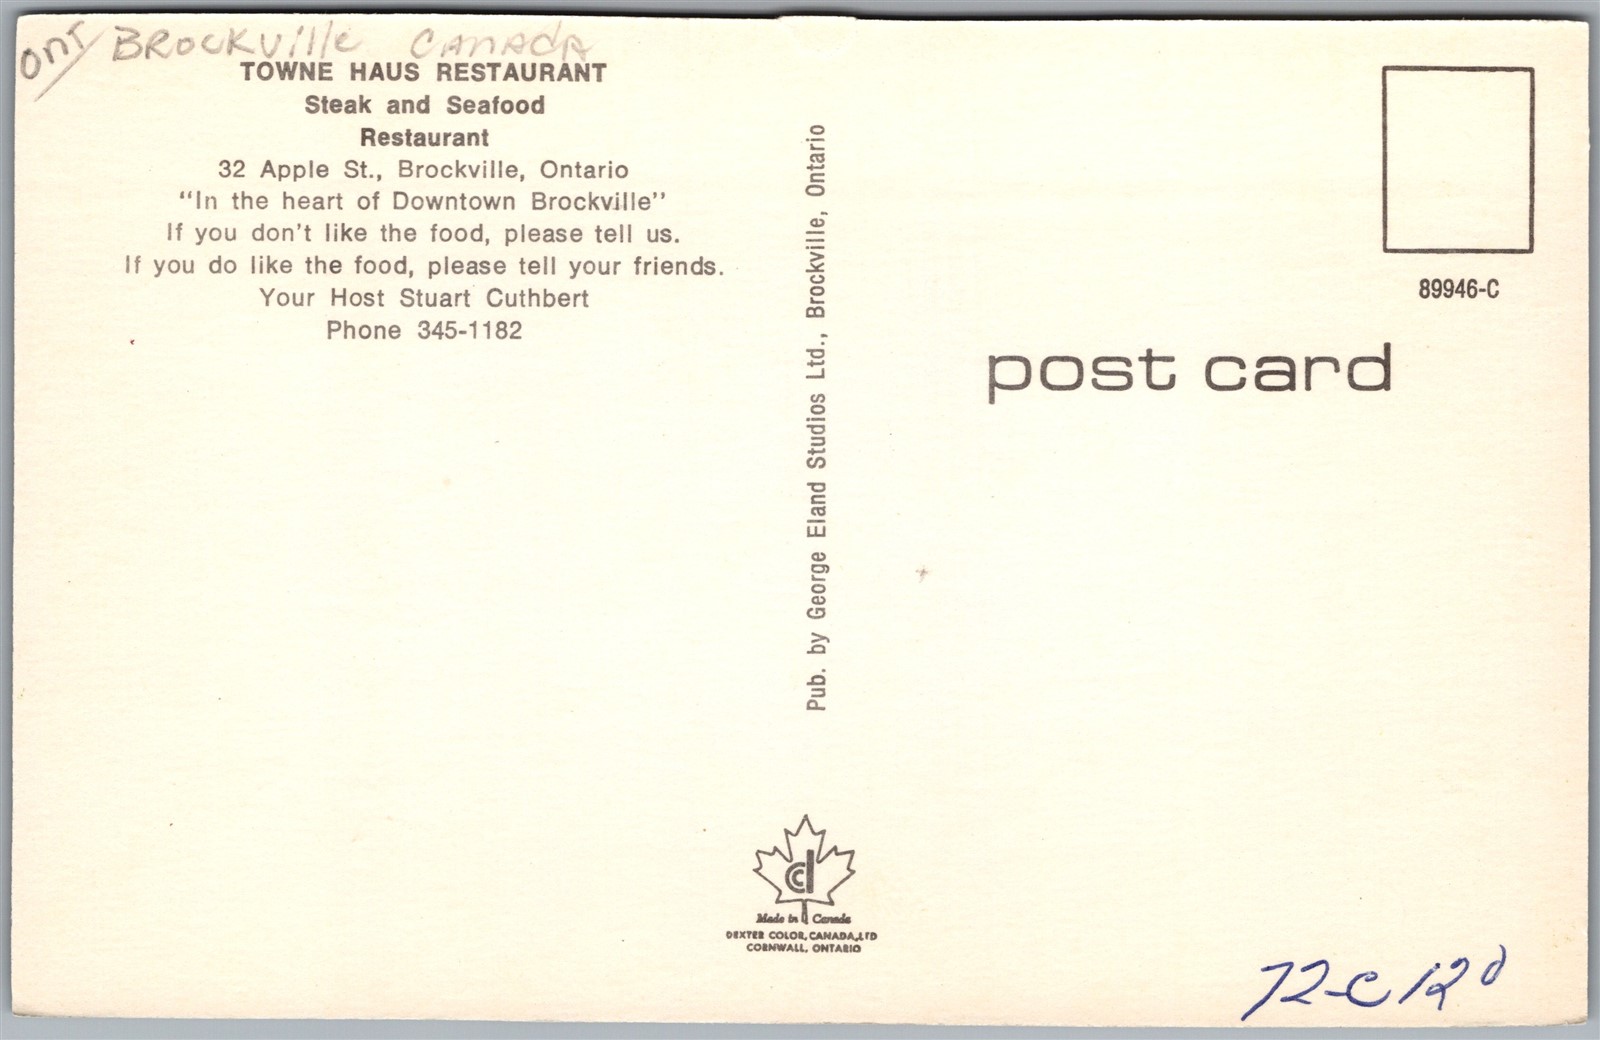 Ont/ BROCKVille CANADA
TOWNE HAUS RESTAURANT
Steak and Seafood
Restaurant
32 Apple St., Brockville, Ontario
"In the heart of Downtown Brockville"
If you don't like the food, please tell us.
If you do like the food, please tell your friends.
Your Host Stuart Cuthbert
Phone 345-1182
Pub. by George Eland Studios Ltd., Brockville, Ontario
89946-C
post card
Made in Canada
DEXTER COLOR, CANADA, LTD
CORNWALL, ONTARIO